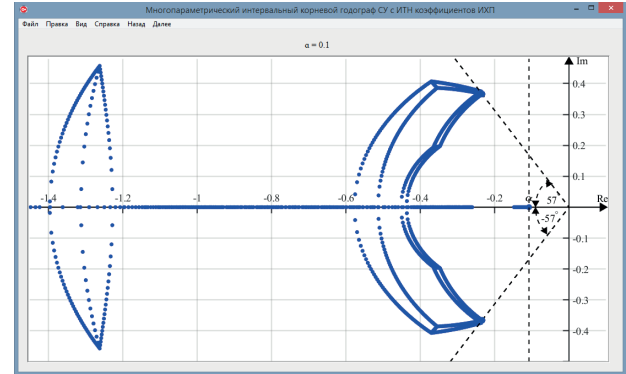 Многопараметрический интервальный корневой годограф СУ с ИТН коэффициентов ИХП
Файл Правка Вид Справка Назад Далее
α = 0.1
Im
0.4
0.3
0.2
0.1
-1.4 -1.2 -1 -0.8 -0.6 -0.4 -0.2 57 Re
-57°
-0.1
-0.2
-0.3
-0.4